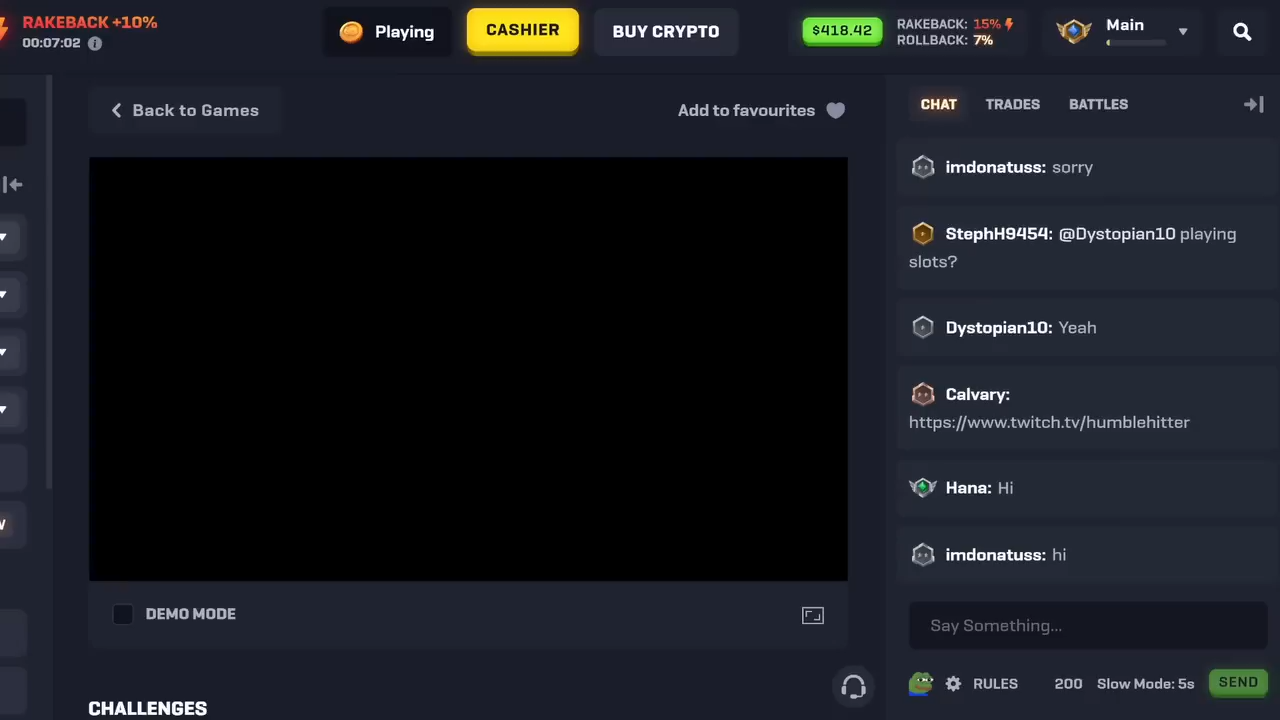 RAKEBACK +10%
00:07:02
Playing
CASHIER
BUY CRYPTO
$418.42
RAKEBACK: 15%
ROLLBACK: 7%
Main
Back to Games
Add to favourites
CHAT TRADES BATTLES
imdonatuss: sorry
StephH9454: @Dystopian10 playing
slots?
Dystopian10: Yeah
Calvary:
https://www.twitch.tv/humblehitter
Hana: Hi
imdonatuss: hi
DEMO MODE
Say Something...
RULES
200
Slow Mode: 5s
SEND
CHALLENGES